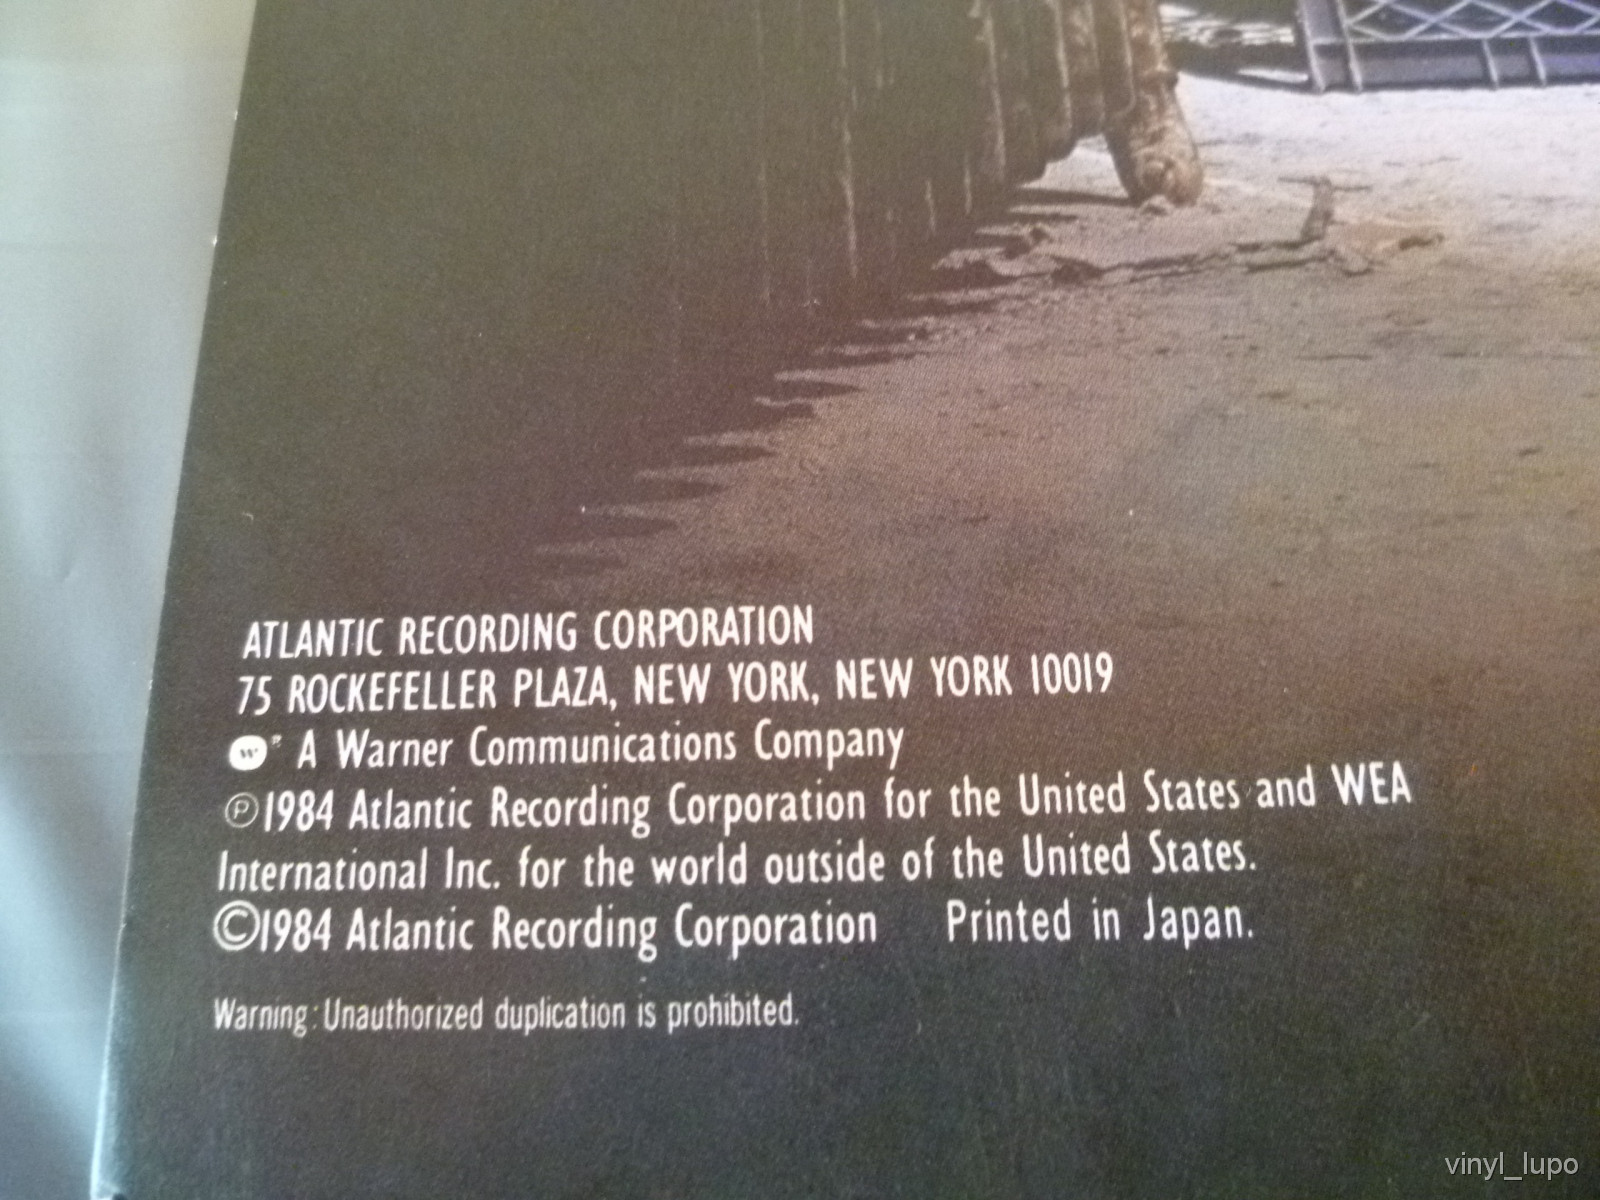 ATLANTIC RECORDING CORPORATION
75 ROCKEFELLER PLAZA, NEW YORK, NEW YORK 10019
W ® A Warner Communications Company
℗1984 Atlantic Recording Corporation for the United States and WEA
International Inc. for the world outside of the United States.
©1984 Atlantic Recording Corporation Printed in Japan.
Warning: Unauthorized duplication is prohibited.
vinyl_lupo